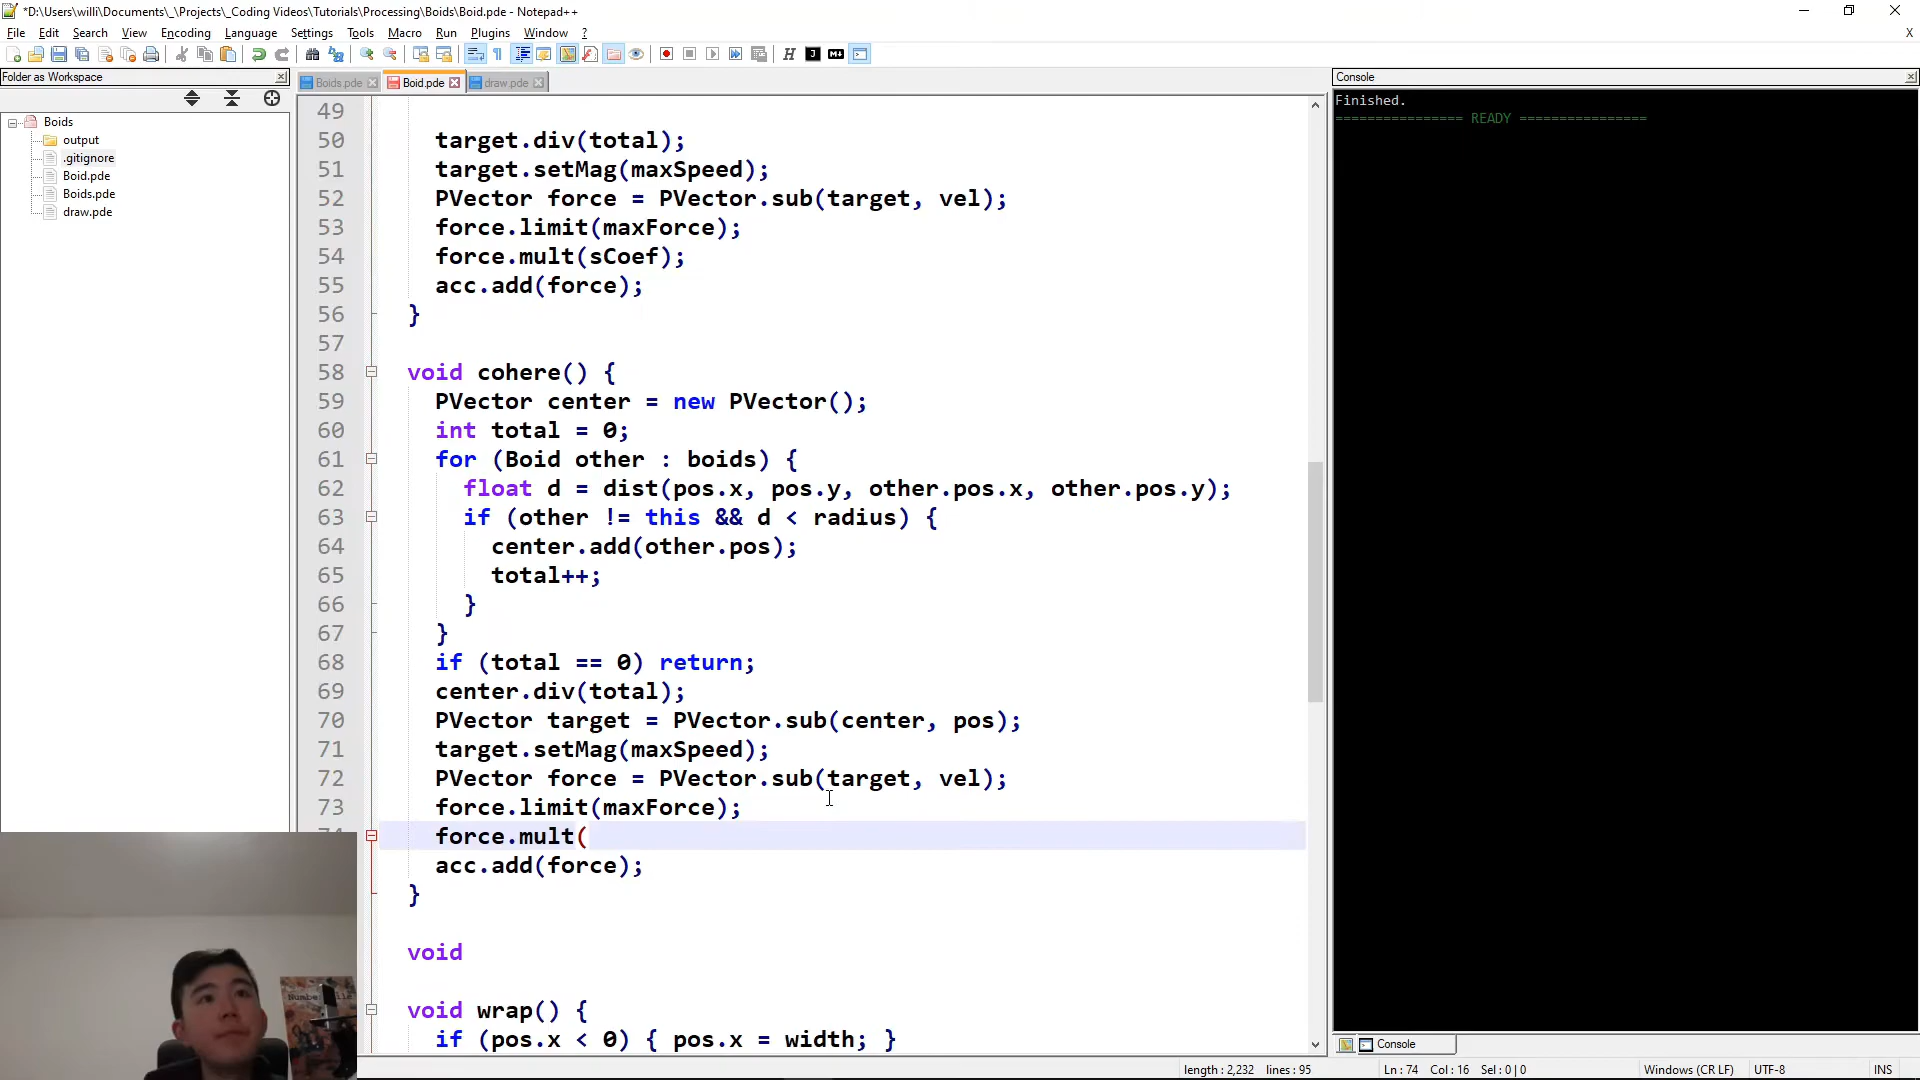 *D:\Users\willi\Documents\_\Projects\_Coding Videos\Tutorials\Processing\Boids\Boid.pde - Notepad++
File Edit Search View Encoding Language Settings Tools Macro Run Plugins Window ? X
Folder as Workspace
Boids.pde Boid.pde draw.pde
Console
Boids
output
.gitignore
Boid.pde
Boids.pde
draw.pde
49
50 target.div(total);
51 target.setMag(maxSpeed);
52 PVector force = PVector.sub(target, vel);
53 force.limit(maxForce);
54 force.mult(sCoef);
55 acc.add(force);
56 }
57
58 void cohere() {
59 PVector center = new PVector();
60 int total = 0;
61 for (Boid other : boids) {
62 float d = dist(pos.x, pos.y, other.pos.x, other.pos.y);
63 if (other != this && d < radius) {
64 center.add(other.pos);
65 total++;
66 }
67 }
68 if (total == 0) return;
69 center.div(total);
70 PVector target = PVector.sub(center, pos);
71 target.setMag(maxSpeed);
72 PVector force = PVector.sub(target, vel);
73 force.limit(maxForce);
force.mult(
acc.add(force);
}
void
void wrap() {
if (pos.x < 0) { pos.x = width; }
Finished.
================ READY ================
Console
length : 2,232 lines : 95 Ln : 74 Col : 16 Sel : 0 | 0 Windows (CR LF) UTF-8 INS